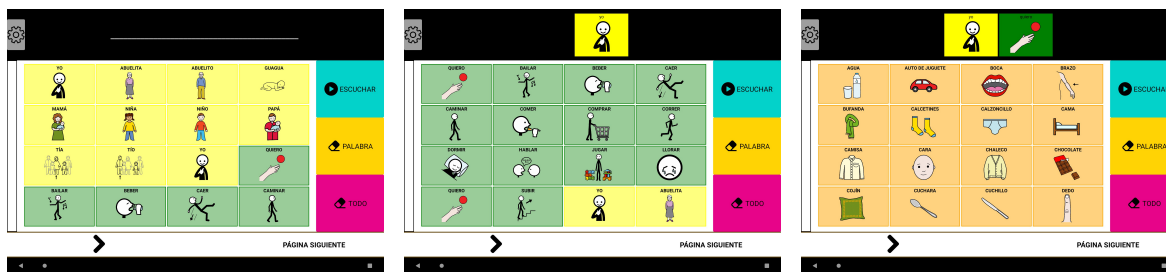 YO ABUELITA ABUELITO GUAGUA
ESCUCHAR
MAMÁ NIÑA NIÑO PAPÁ
PALABRA
TÍA TÍO YO QUIERO
BAILAR BEBER CAER CAMINAR
TODO
PÁGINA SIGUIENTE
YO
QUIERO BAILAR BEBER CAER
ESCUCHAR
CAMINAR COMER COMPRAR CORRER
PALABRA
DORMIR HABLAR JUGAR LLORAR
QUIERO SUBIR YO ABUELITA
TODO
PÁGINA SIGUIENTE
YO QUIERO
AGUA AUTO DE JUGUETE BOCA BRAZO
ESCUCHAR
BUFANDA CALCETINES CALZONCILLO CAMA
PALABRA
CAMISA CARA CHALECO CHOCOLATE
COJÍN CUCHARA CUCHILLO DEDO
TODO
PÁGINA SIGUIENTE